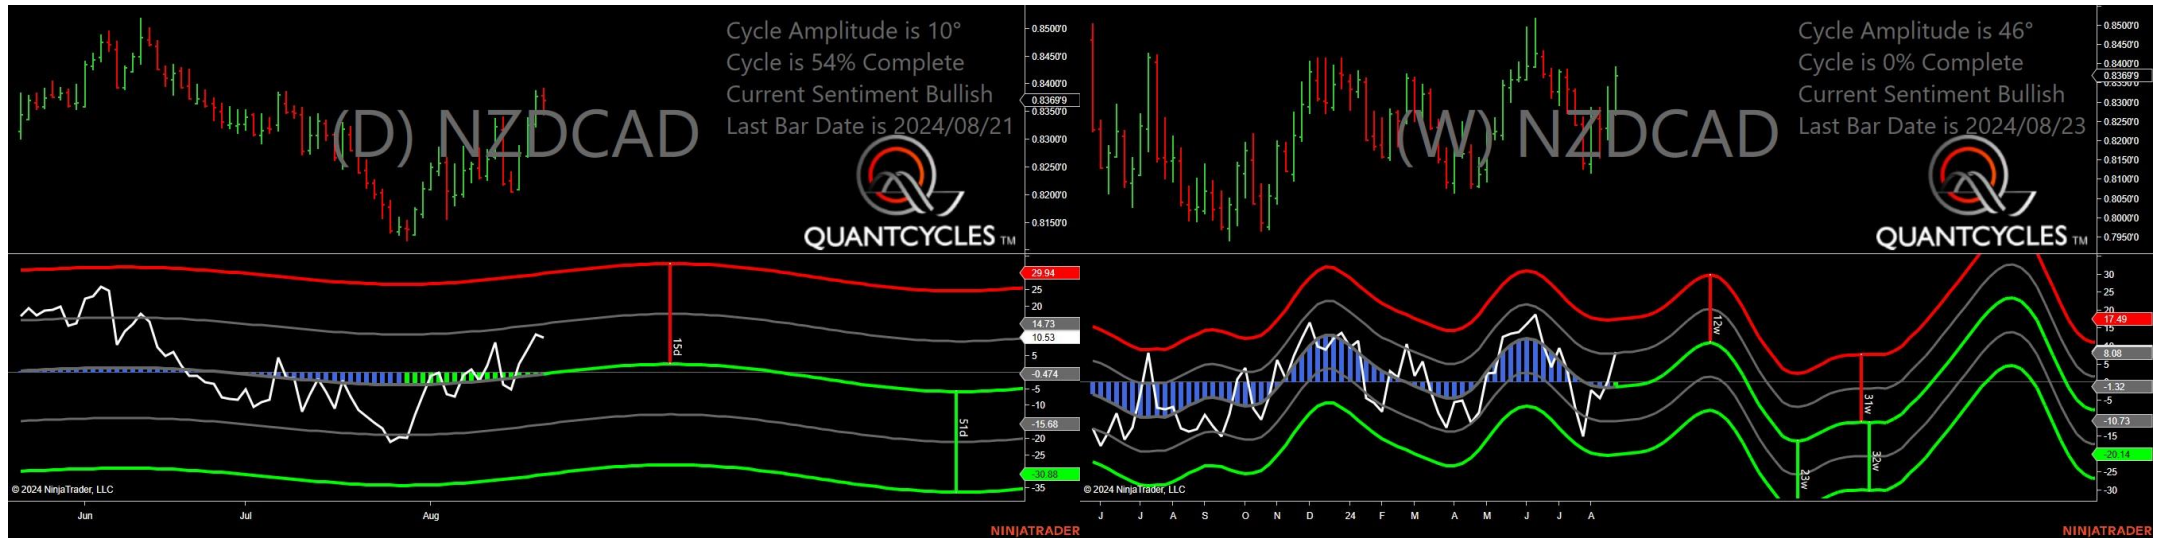 Cycle Amplitude is 10°
Cycle is 54% Complete
Current Sentiment Bullish
Last Bar Date is 2024/08/21
(D) NZDCAD
QUANTCYCLES TM
0.8500'0
0.8450'0
0.8400'0
0.8369'9
0.8350'0
0.8300'0
0.8250'0
0.8200'0
0.8150'0
29.94
25
20
14.73
10.53
5
-0.474
-5
-10
-15.68
-20
-25
-30.88
-35
15d
51d
© 2024 NinjaTrader, LLC
Jun
Jul
Aug
NINJATRADER
Cycle Amplitude is 46°
Cycle is 0% Complete
Current Sentiment Bullish
Last Bar Date is 2024/08/23
(W) NZDCAD
QUANTCYCLES TM
0.8500'0
0.8450'0
0.8400'0
0.8369'9
0.8300'0
0.8250'0
0.8200'0
0.8150'0
0.8100'0
0.8050'0
0.8000'0
0.7950'0
30
25
20
17.49
15
8.08
5
-1.32
-5
-10.73
-15
-20.14
-25
-30
12w
31w
23w
32w
© 2024 NinjaTrader, LLC
J
J
A
S
O
N
D
24
F
M
A
M
J
J
A
NINJATRADER